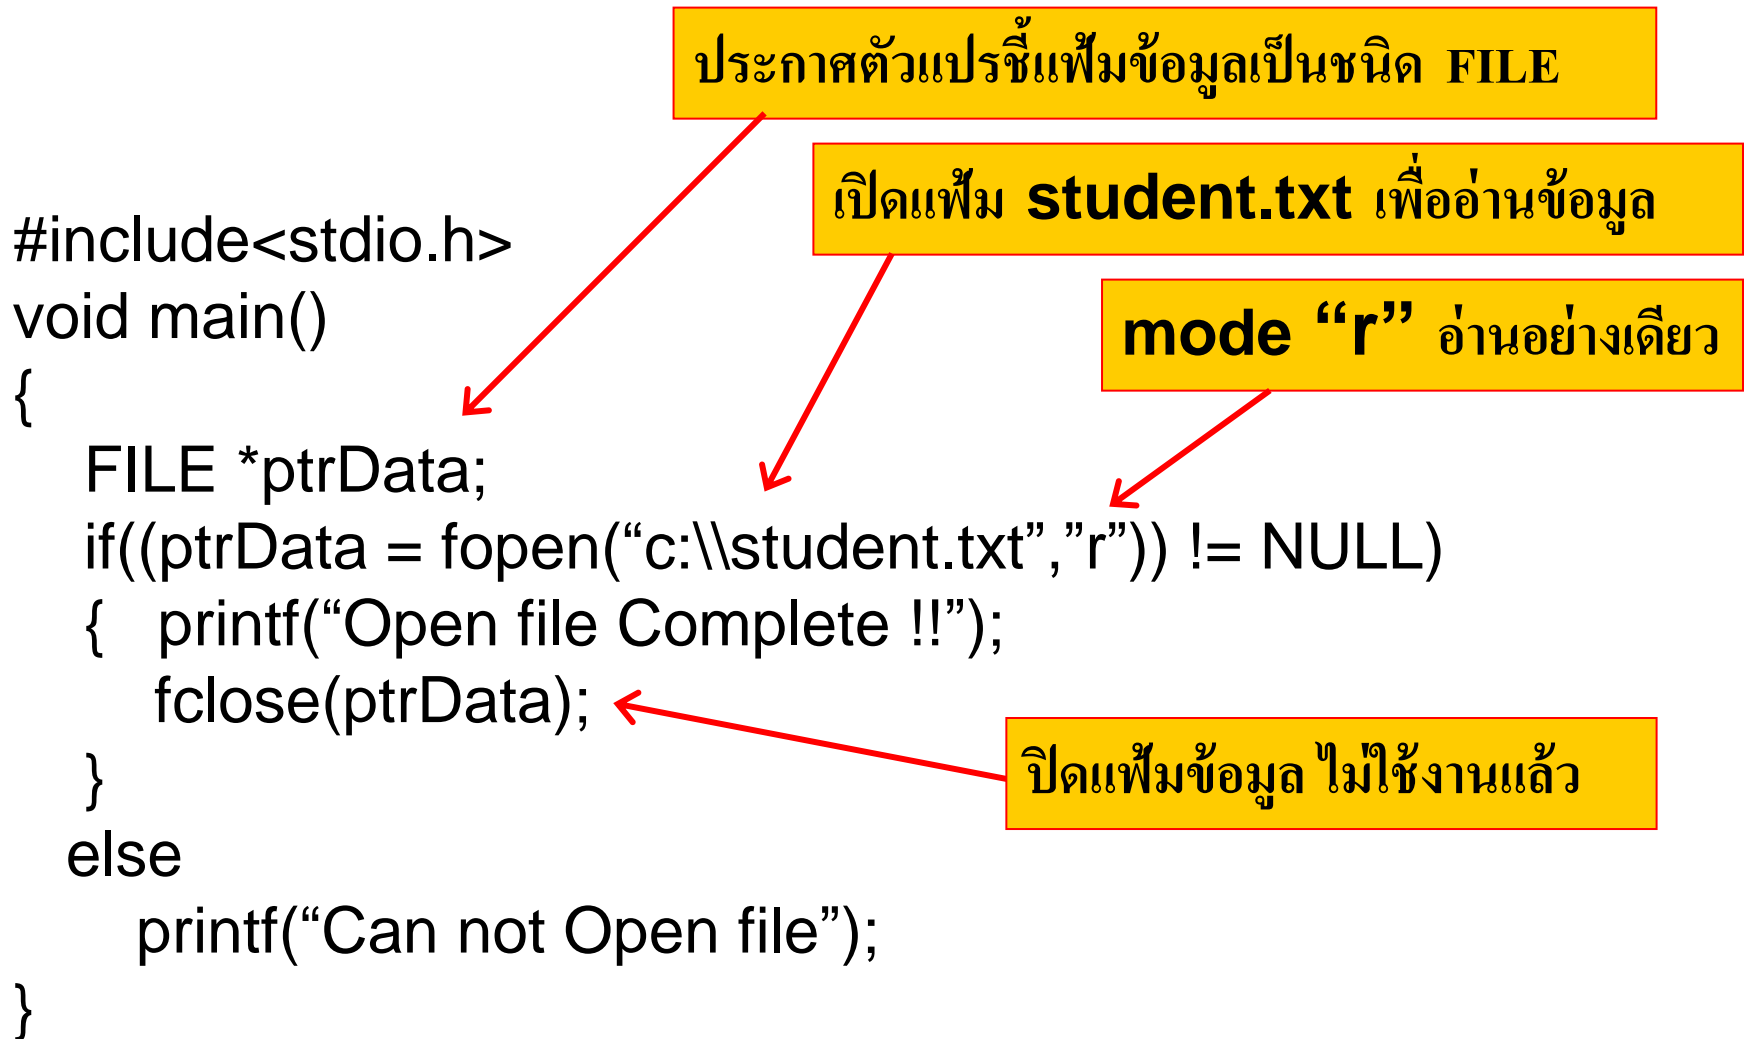 ประกาศตัวแปรชี้แฟ้มข้อมูลเป็นชนิด FILE
เปิดแฟ้ม student.txt เพื่ออ่านข้อมูล
#include<stdio.h>
void main()
mode “r” อ่านอย่างเดียว
{
FILE *ptrData;
if((ptrData = fopen(“c:\\student.txt”,”r”)) != NULL)
{ printf(“Open file Complete !!”);
fclose(ptrData);
}
ปิดแฟ้มข้อมูล ไม่ใช้งานแล้ว
else
printf(“Can not Open file”);
}